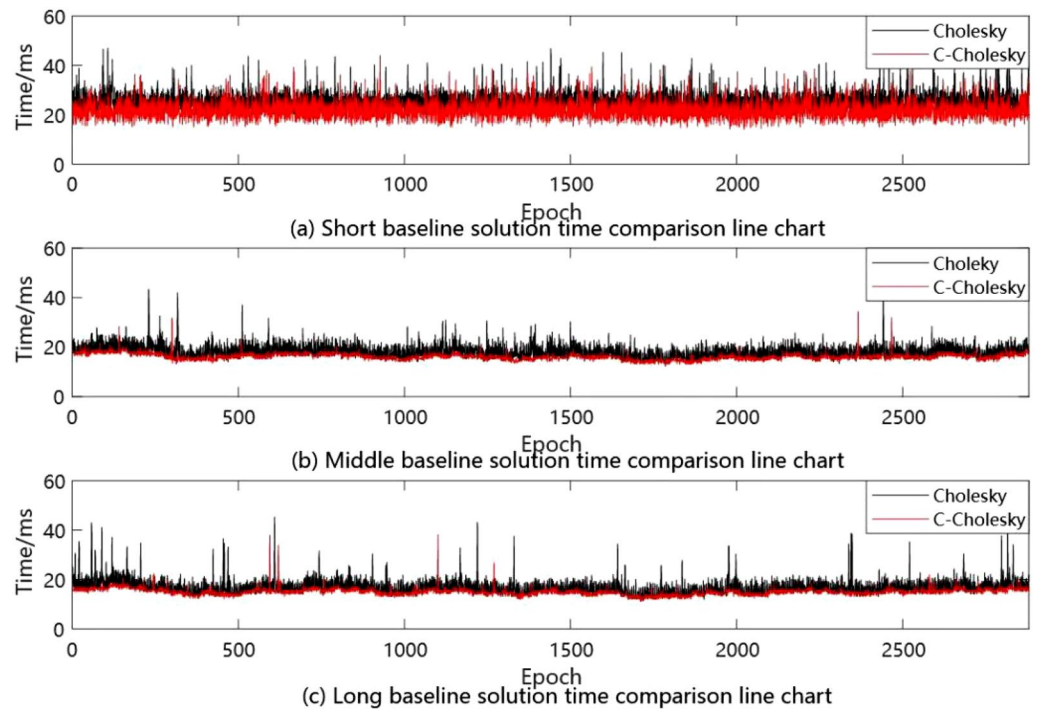 60
40
20
0
Time/ms
Cholesky
C-Cholesky
0 500 1000 1500 2000 2500
Epoch
(a) Short baseline solution time comparison line chart
60
40
20
0
Time/ms
Choleky
C-Cholesky
0 500 1000 1500 2000 2500
Epoch
(b) Middle baseline solution time comparison line chart
60
40
20
0
Time/ms
Cholesky
C-Cholesky
0 500 1000 1500 2000 2500
Epoch
(c) Long baseline solution time comparison line chart